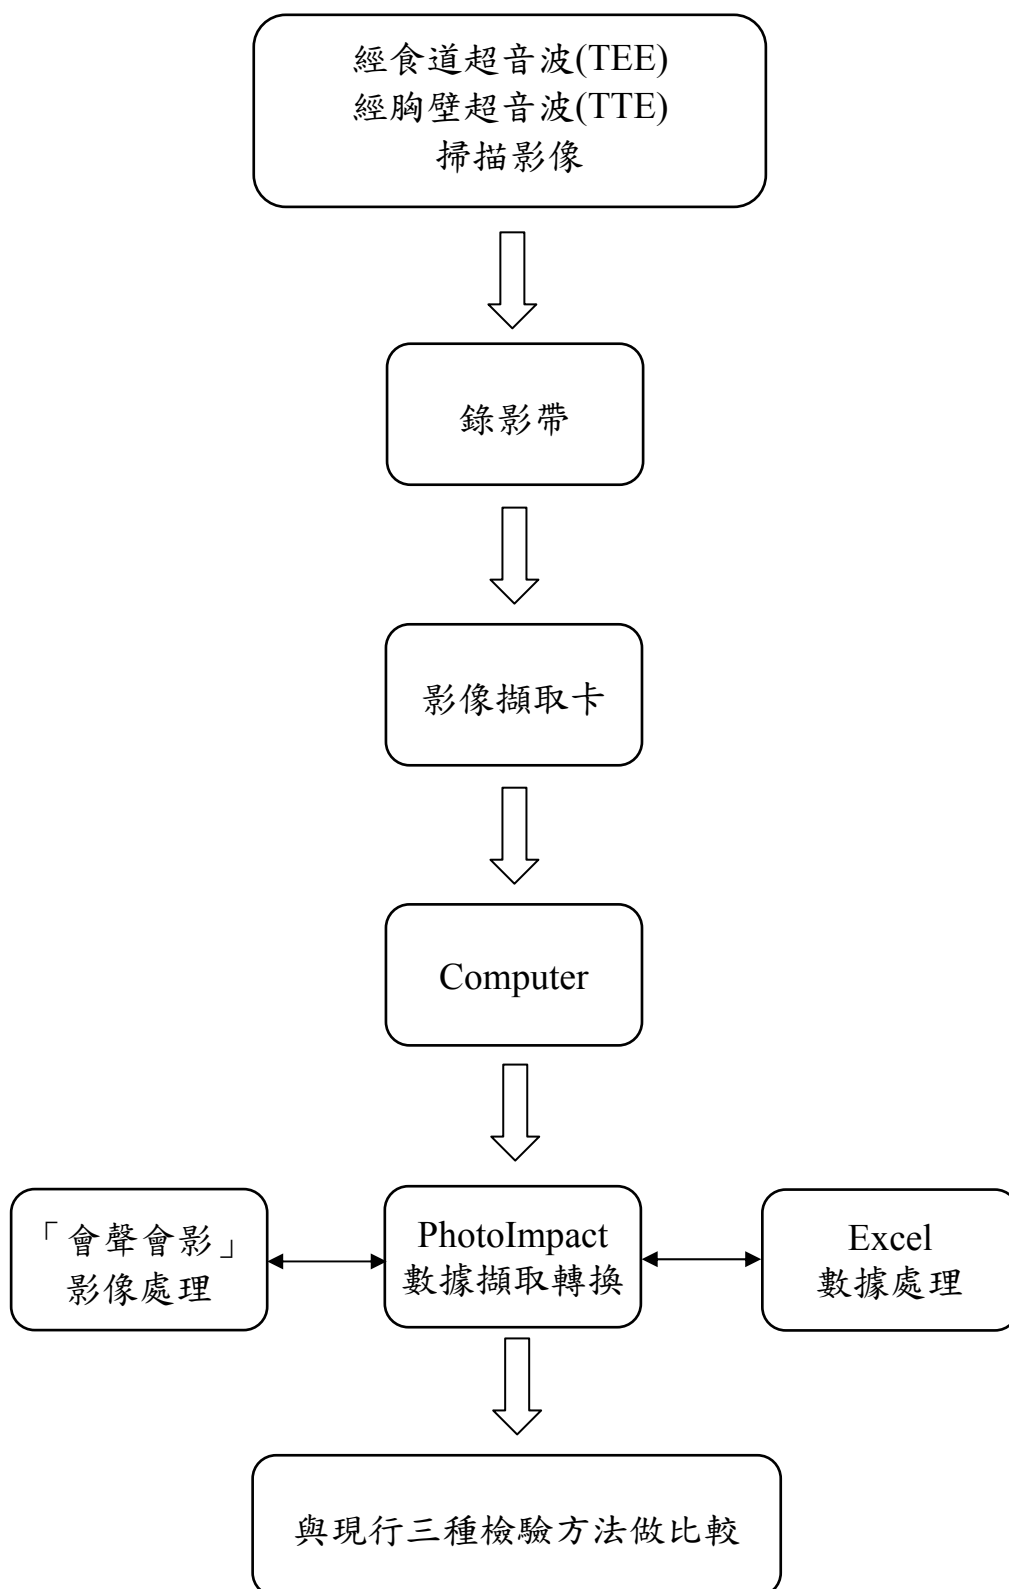 經食道超音波(TEE)
經胸壁超音波(TTE)
掃描影像
錄影帶
影像擷取卡
Computer
「會聲會影」
影像處理
PhotoImpact
數據擷取轉換
Excel
數據處理
與現行三種檢驗方法做比較